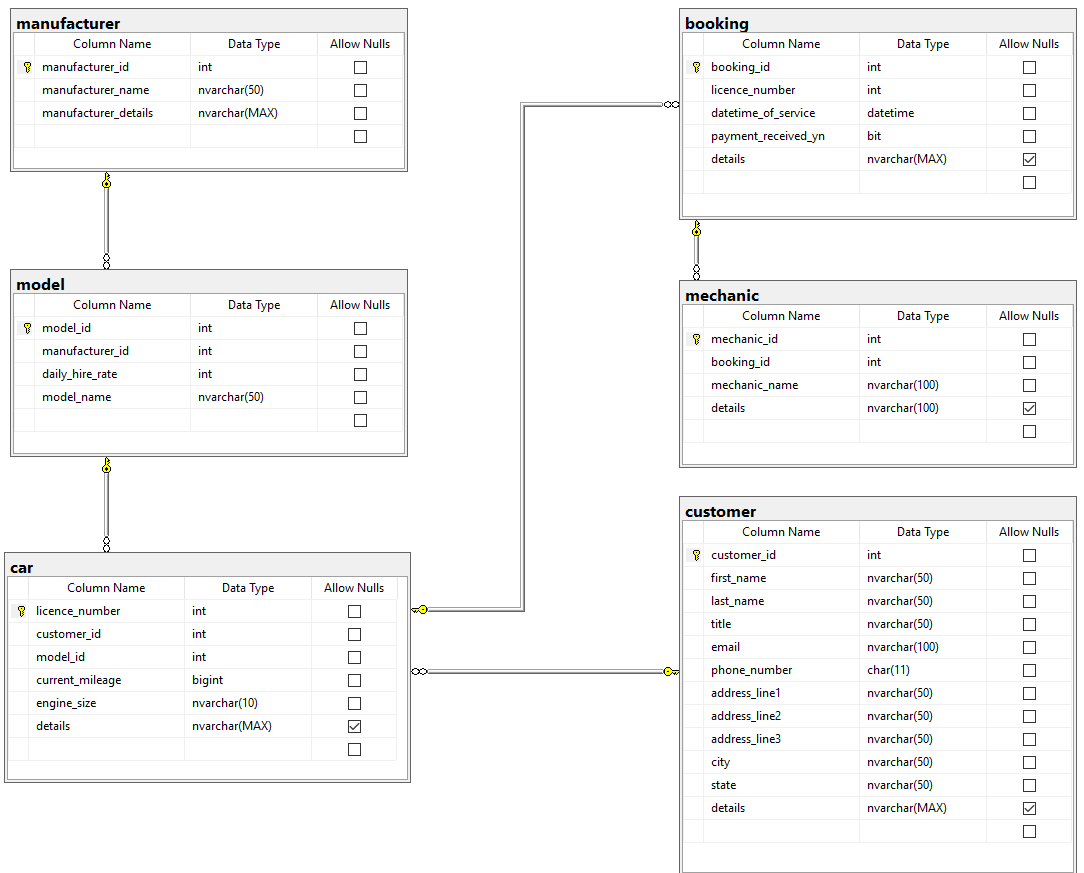 manufacturer
Column Name Data Type Allow Nulls
manufacturer_id int
manufacturer_name nvarchar(50)
manufacturer_details nvarchar(MAX)
model
Column Name Data Type Allow Nulls
model_id int
manufacturer_id int
daily_hire_rate int
model_name nvarchar(50)
car
Column Name Data Type Allow Nulls
licence_number int
customer_id int
model_id int
current_mileage bigint
engine_size nvarchar(10)
details nvarchar(MAX)
booking
Column Name Data Type Allow Nulls
booking_id int
licence_number int
datetime_of_service datetime
payment_received_yn bit
details nvarchar(MAX)
mechanic
Column Name Data Type Allow Nulls
mechanic_id int
booking_id int
mechanic_name nvarchar(100)
details nvarchar(100)
customer
Column Name Data Type Allow Nulls
customer_id int
first_name nvarchar(50)
last_name nvarchar(50)
title nvarchar(50)
email nvarchar(100)
phone_number char(11)
address_line1 nvarchar(50)
address_line2 nvarchar(50)
address_line3 nvarchar(50)
city nvarchar(50)
state nvarchar(50)
details nvarchar(MAX)